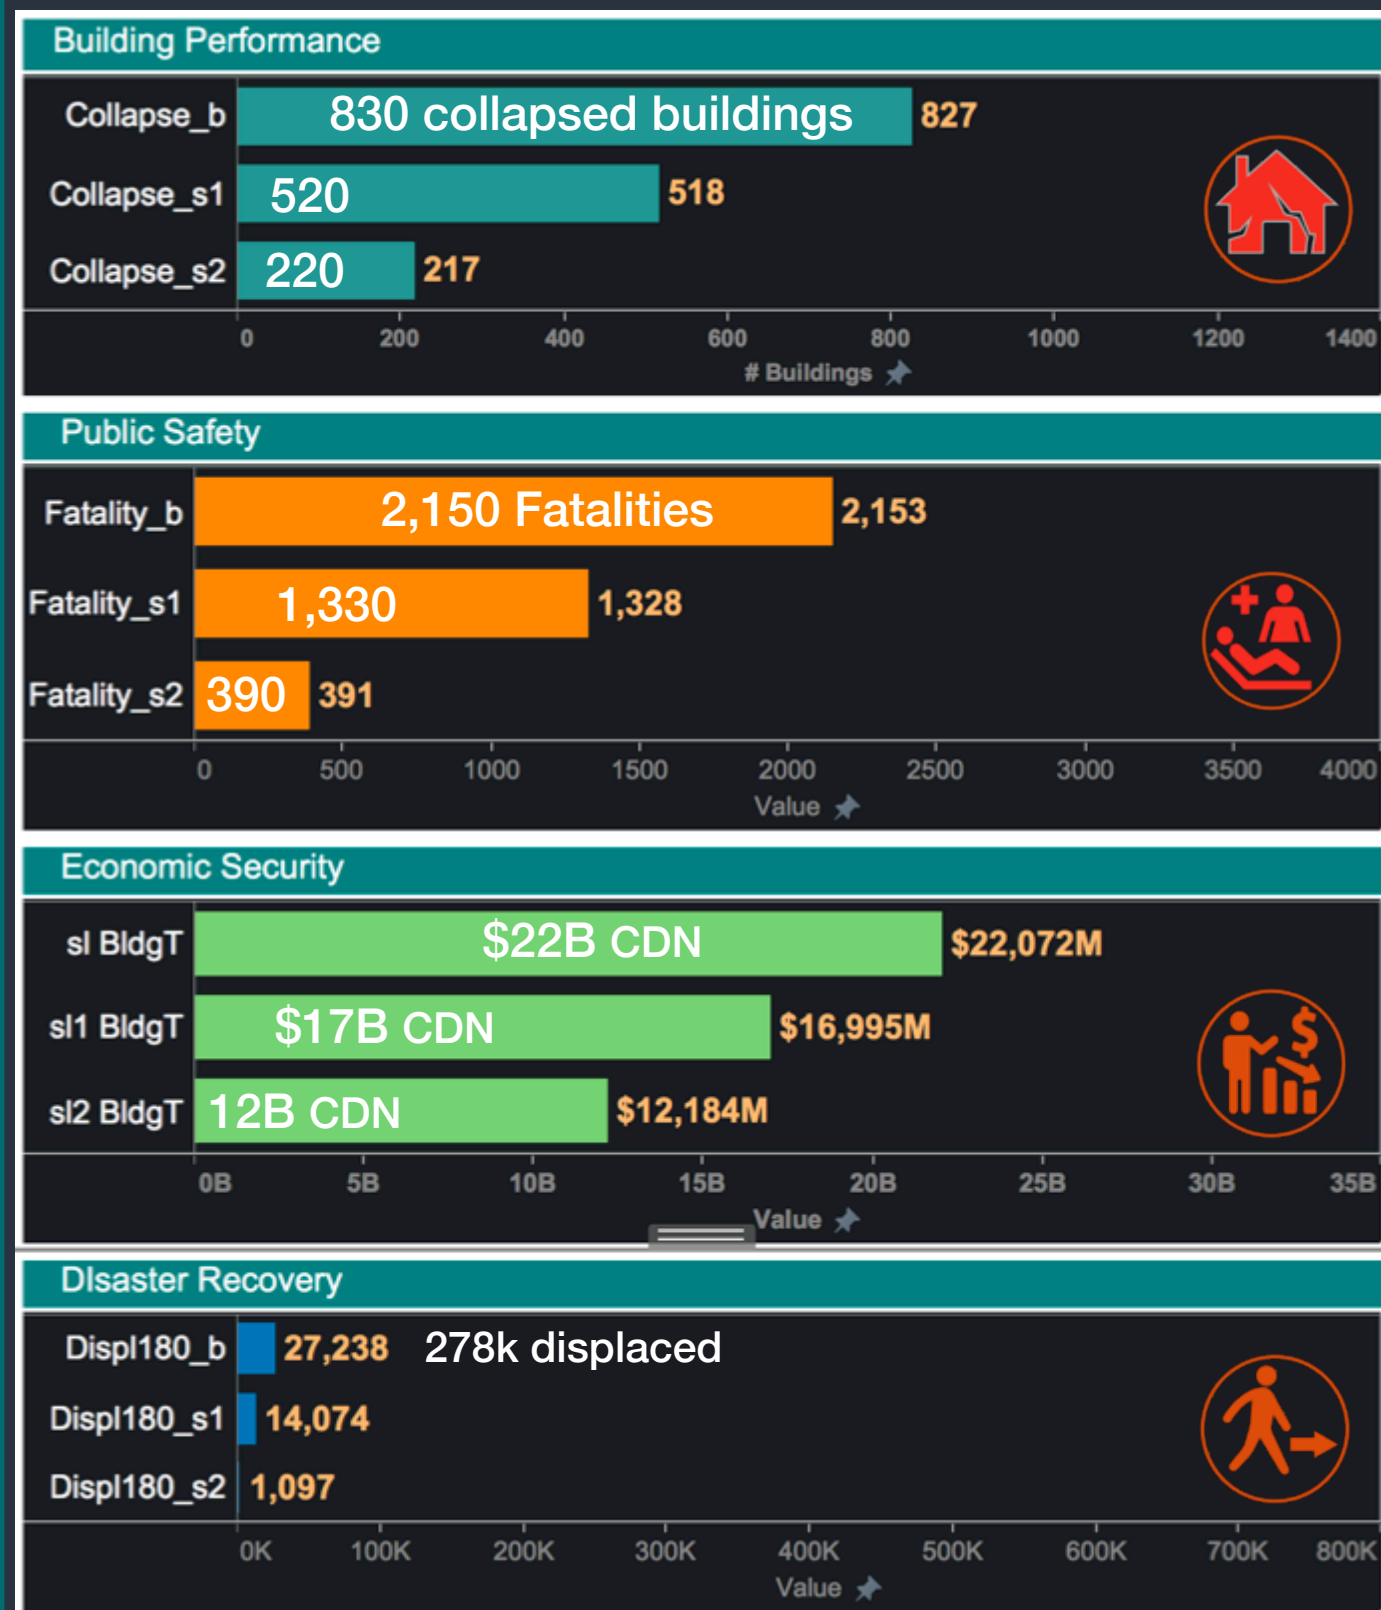 Building Performance
Collapse_b 830 collapsed buildings 827
Collapse_s1 520 518
Collapse_s2 220 217
0 200 400 600 800 1000 1200 1400
# Buildings
Public Safety
Fatality_b 2,150 Fatalities 2,153
Fatality_s1 1,330 1,328
Fatality_s2 390 391
0 500 1000 1500 2000 2500 3000 3500 4000
Value
Economic Security
sl BldgT $22B CDN $22,072M
sl1 BldgT $17B CDN $16,995M
sl2 BldgT 12B CDN $12,184M
0B 5B 10B 15B 20B 25B 30B 35B
Value
DIsaster Recovery
Displ180_b 27,238 278k displaced
Displ180_s1 14,074
Displ180_s2 1,097
0K 100K 200K 300K 400K 500K 600K 700K 800K
Value